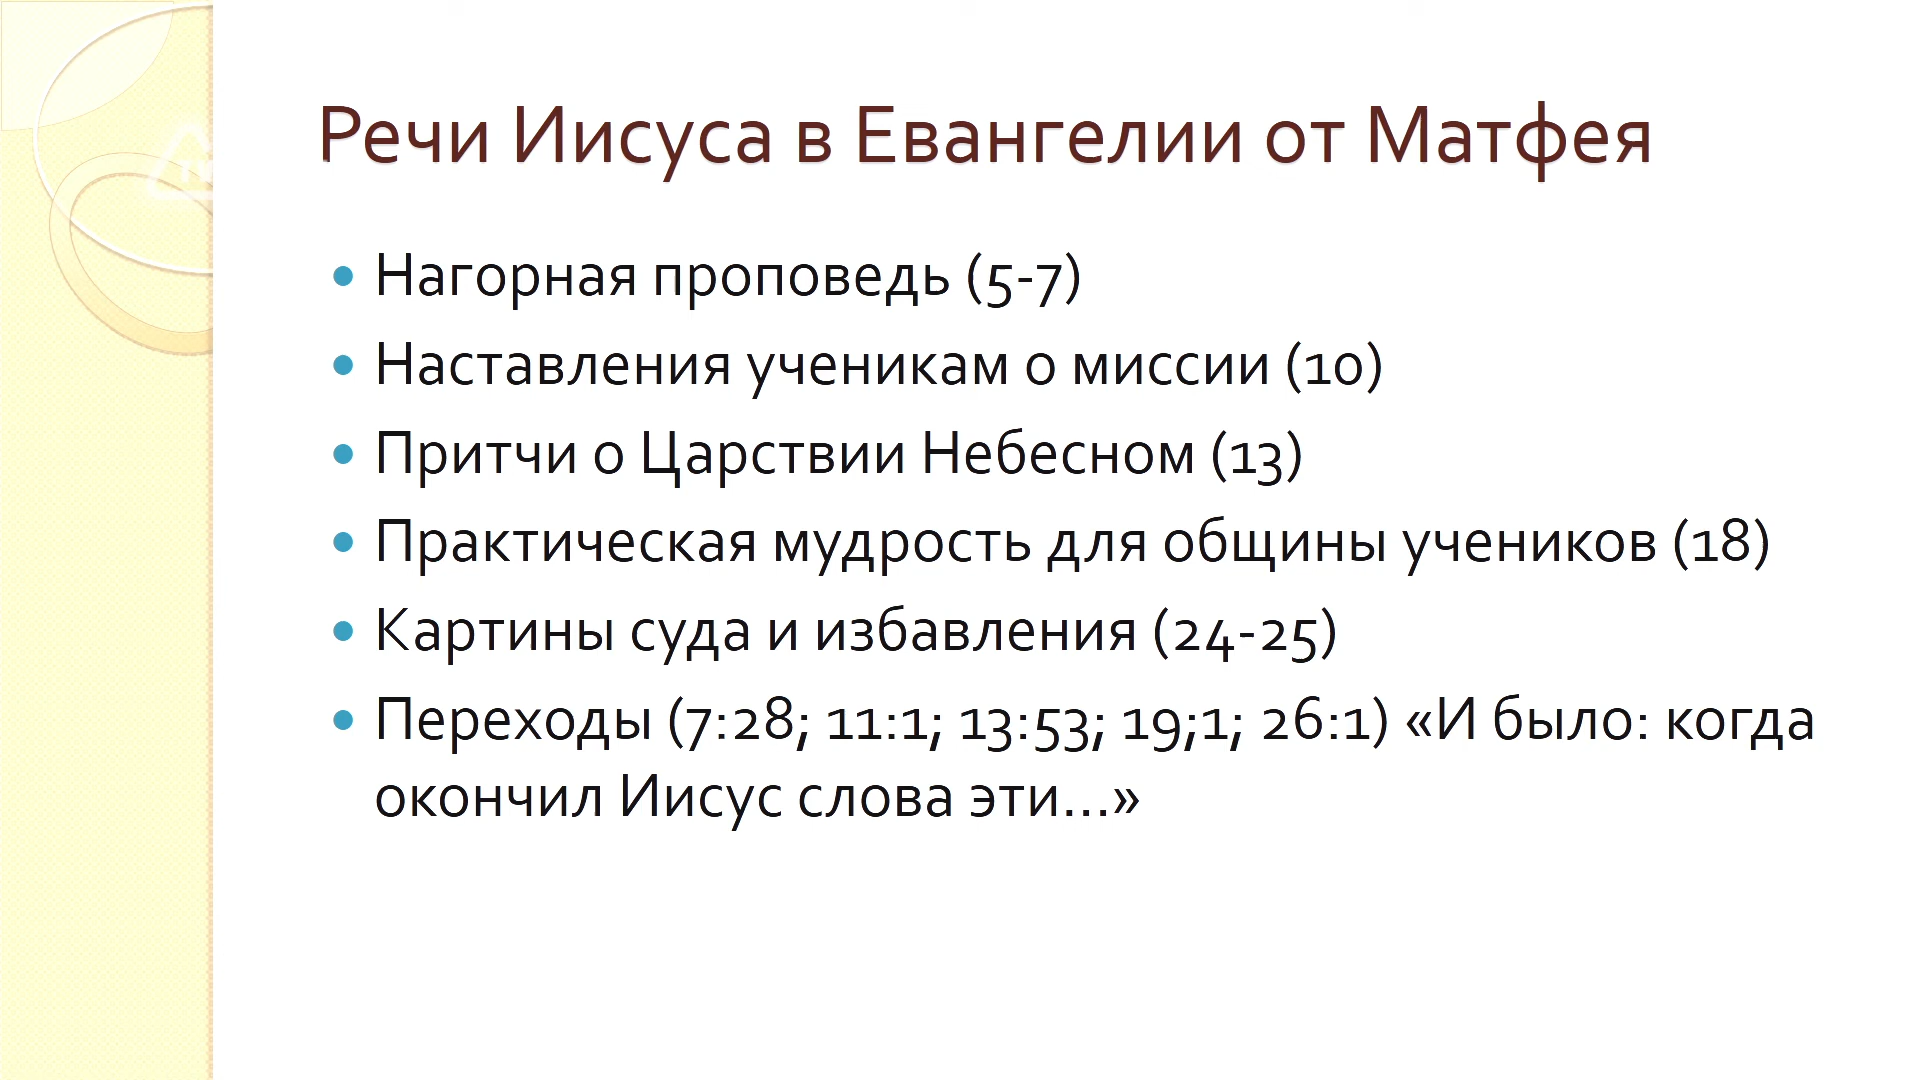 Речи Иисуса в Евангелии от Матфея
• Нагорная проповедь (5-7)
• Наставления ученикам о миссии (10)
• Притчи о Царствии Небесном (13)
• Практическая мудрость для общины учеников (18)
• Картины суда и избавления (24-25)
• Переходы (7:28; 11:1; 13:53; 19;1; 26:1) «И было: когда
окончил Иисус слова эти...»